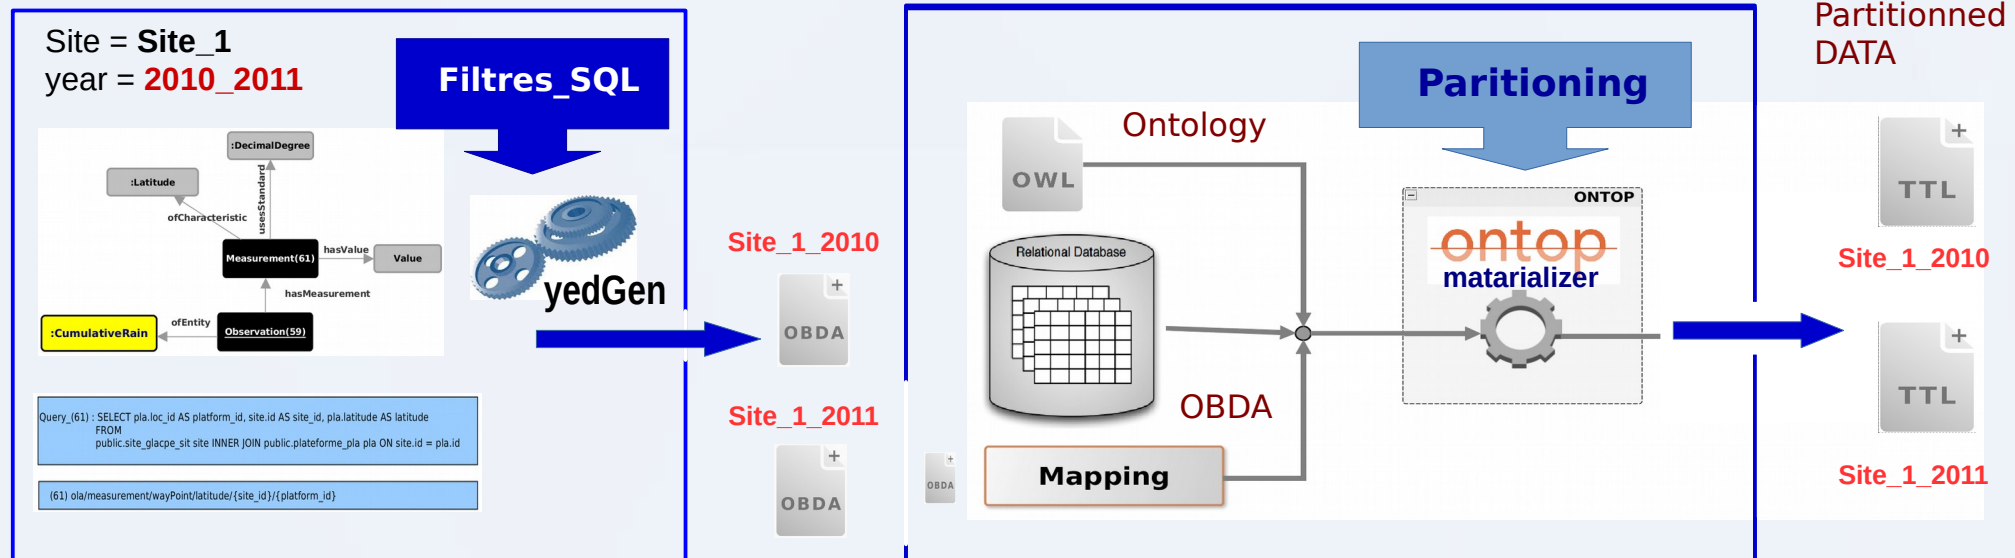 Site = Site_1
year = 2010_2011
Filtres_SQL
:DecimalDegree
:Latitude
usesStandard
ofCharacteristic
Measurement(61)
hasValue
Value
hasMeasurement
:CumulativeRain
ofEntity
Observation(59)
yedGen
Query_(61) : SELECT pla.loc_id AS platform_id, site.id AS site_id, pla.latitude AS latitude
FROM
public.site_glacpe_sit site INNER JOIN public.plateforme_pla pla ON site.id = pla.id
(61) ola/measurement/wayPoint/latitude/{site_id}/{platform_id}
Site_1_2010
OBDA
Site_1_2011
OBDA
Paritioning
Ontology
OWL
Relational Database
OBDA
Mapping
OBDA
ONTOP
ontop
matarializer
Partitionned
DATA
TTL
Site_1_2010
TTL
Site_1_2011